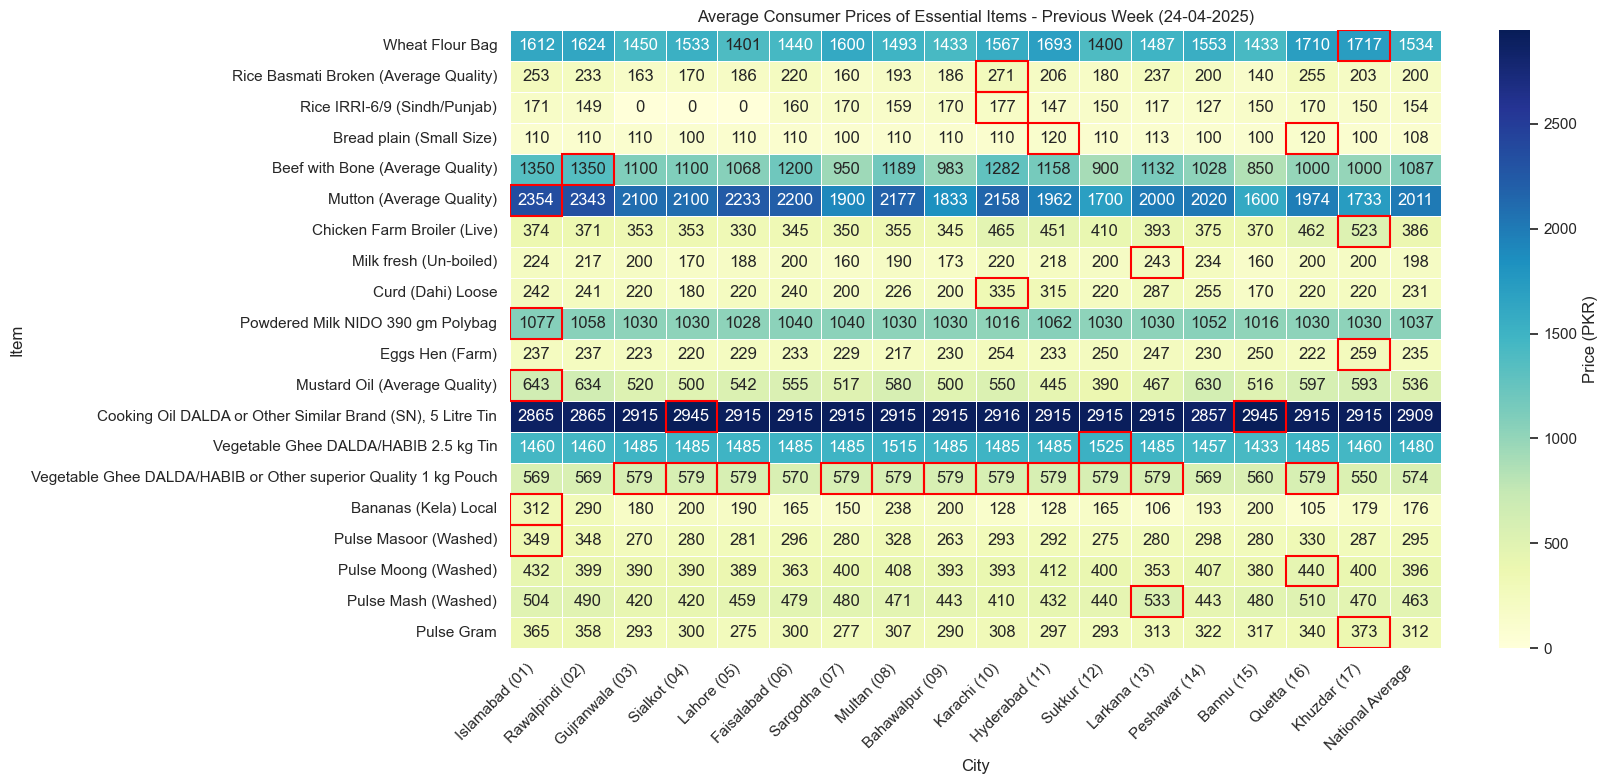 Average Consumer Prices of Essential Items - Previous Week (24-04-2025)
Wheat Flour Bag 1612 1624 1450 1533 1401 1440 1600 1493 1433 1567 1693 1400 1487 1553 1433 1710 1717 1534
Rice Basmati Broken (Average Quality) 253 233 163 170 186 220 160 193 186 271 206 180 237 200 140 255 203 200
Rice IRRI-6/9 (Sindh/Punjab) 171 149 0 0 0 160 170 159 170 177 147 150 117 127 150 170 150 154
Bread plain (Small Size) 110 110 110 100 110 110 100 110 110 110 120 110 113 100 100 120 100 108
Beef with Bone (Average Quality) 1350 1350 1100 1100 1068 1200 950 1189 983 1282 1158 900 1132 1028 850 1000 1000 1087
Mutton (Average Quality) 2354 2343 2100 2100 2233 2200 1900 2177 1833 2158 1962 1700 2000 2020 1600 1974 1733 2011
Chicken Farm Broiler (Live) 374 371 353 353 330 345 350 355 345 465 451 410 393 375 370 462 523 386
Milk fresh (Un-boiled) 224 217 200 170 188 200 160 190 173 220 218 200 243 234 160 200 200 198
Curd (Dahi) Loose 242 241 220 180 220 240 200 226 200 335 315 220 287 255 170 220 220 231
Powdered Milk NIDO 390 gm Polybag 1077 1058 1030 1030 1028 1040 1040 1030 1030 1016 1062 1030 1030 1052 1016 1030 1030 1037
Eggs Hen (Farm) 237 237 223 220 229 233 229 217 230 254 233 250 247 230 250 222 259 235
Mustard Oil (Average Quality) 643 634 520 500 542 555 517 580 500 550 445 390 467 630 516 597 593 536
Cooking Oil DALDA or Other Similar Brand (SN), 5 Litre Tin 2865 2865 2915 2945 2915 2915 2915 2915 2915 2916 2915 2915 2915 2857 2945 2915 2915 2909
Vegetable Ghee DALDA/HABIB 2.5 kg Tin 1460 1460 1485 1485 1485 1485 1485 1515 1485 1485 1485 1525 1485 1457 1433 1485 1460 1480
Vegetable Ghee DALDA/HABIB or Other superior Quality 1 kg Pouch 569 569 579 579 579 570 579 579 579 579 579 579 579 569 560 579 550 574
Bananas (Kela) Local 312 290 180 200 190 165 150 238 200 128 128 165 106 193 200 105 179 176
Pulse Masoor (Washed) 349 348 270 280 281 296 280 328 263 293 292 275 280 298 280 330 287 295
Pulse Moong (Washed) 432 399 390 390 389 363 400 408 393 393 412 400 353 407 380 440 400 396
Pulse Mash (Washed) 504 490 420 420 459 479 480 471 443 410 432 440 533 443 480 510 470 463
Pulse Gram 365 358 293 300 275 300 277 307 290 308 297 293 313 322 317 340 373 312
Item
Islamabad (01)
Rawalpindi (02)
Gujranwala (03)
Sialkot (04)
Lahore (05)
Faisalabad (06)
Sargodha (07)
Multan (08)
Bahawalpur (09)
Karachi (10)
Hyderabad (11)
Sukkur (12)
Larkana (13)
Peshawar (14)
Bannu (15)
Quetta (16)
Khuzdar (17)
National Average
City
2500
2000
1500
1000
500
0
Price (PKR)